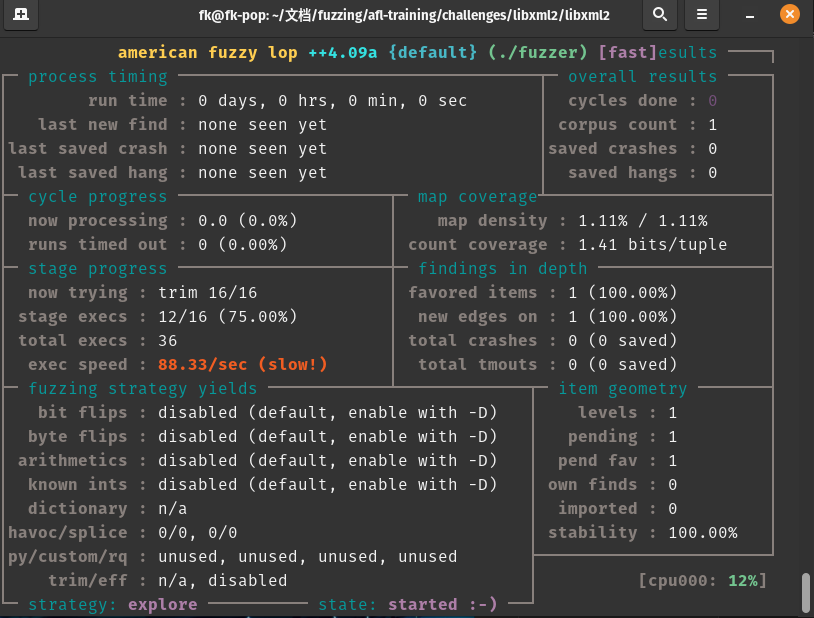 fk@fk-pop: ~/文档/fuzzing/afl-training/challenges/libxml2/libxml2
american fuzzy lop ++4.09a {default} (./fuzzer) [fast]esults
process timing overall results
run time : 0 days, 0 hrs, 0 min, 0 sec cycles done : 0
last new find : none seen yet corpus count : 1
last saved crash : none seen yet saved crashes : 0
last saved hang : none seen yet saved hangs : 0
cycle progress map coverage
now processing : 0.0 (0.0%) map density : 1.11% / 1.11%
runs timed out : 0 (0.00%) count coverage : 1.41 bits/tuple
stage progress findings in depth
now trying : trim 16/16 favored items : 1 (100.00%)
stage execs : 12/16 (75.00%) new edges on : 1 (100.00%)
total execs : 36 total crashes : 0 (0 saved)
exec speed : 88.33/sec (slow!) total tmouts : 0 (0 saved)
fuzzing strategy yields item geometry
bit flips : disabled (default, enable with -D) levels : 1
byte flips : disabled (default, enable with -D) pending : 1
arithmetics : disabled (default, enable with -D) pend fav : 1
known ints : disabled (default, enable with -D) own finds : 0
dictionary : n/a imported : 0
havoc/splice : 0/0, 0/0 stability : 100.00%
py/custom/rq : unused, unused, unused, unused
trim/eff : n/a, disabled [cpu000: 12%]
strategy: explore state: started :-)